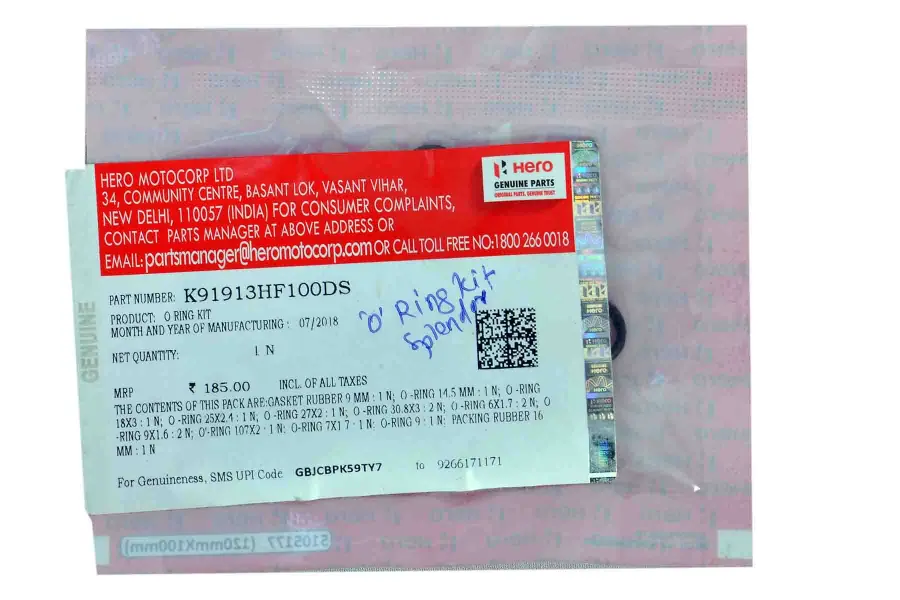 HERO MOTOCORP LTD
34, COMMUNITY CENTRE, BASANT LOK, VASANT VIHAR,
NEW DELHI, 110057 (INDIA) FOR CONSUMER COMPLAINTS,
CONTACT PARTS MANAGER AT ABOVE ADDRESS OR
EMAIL: partsmanager@heromotocorp.com OR CALL TOLL FREE NO:1800 266 0018
Hero
GENUINE PARTS
ORIGINAL PARTS, GENUINE TRUST
GENUINE
PART NUMBER: K91913HF100DS
PRODUCT: O RING KIT
MONTH AND YEAR OF MANUFACTURING : 07/2018
'O' Ring Kit
Splendor
NET QUANTITY: 1 N
MRP ₹ 185.00 INCL. OF ALL TAXES
THE CONTENTS OF THIS PACK ARE:GASKET RUBBER 9 MM : 1 N; O-RING 14.5 MM : 1 N; O -RING
18X3 : 1 N; O -RING 25X2.4 : 1 N; O -RING 27X2 : 1 N; O -RING 30.8X3 : 2 N; O -RING 6X1.7 : 2 N; O
-RING 9X1.6 : 2 N; O'-RING 107X2 · 1 N; O-RING 7X1 7 · 1 N; O-RING 9 : 1 N; PACKING RUBBER 16
MM : 1 N
For Genuineness, SMS UPI Code GBJCBPK59TY7 to 9266171171
5105177 (120mmX100mm)